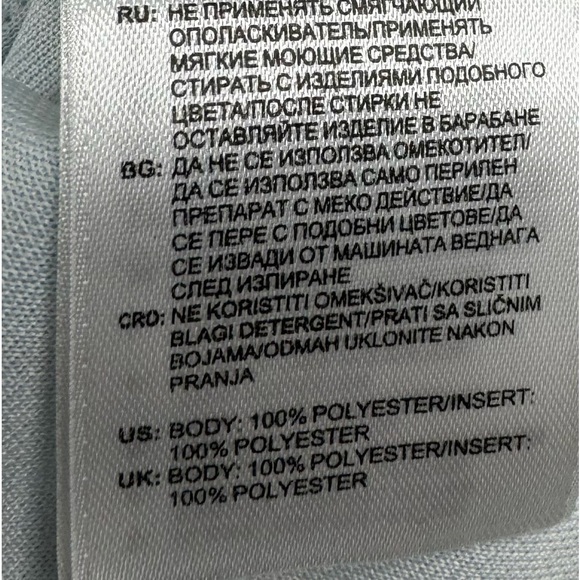 RU: НЕ ПРИМЕНЯТЬ СМЯГЧАЮЩИЙ
ОПОЛАСКИВАТЕЛЬ/ПРИМЕНЯТЬ
МЯГКИЕ МОЮЩИЕ СРЕДСТВА/
СТИРАТЬ С ИЗДЕЛИЯМИ ПОДОБНОГО
ЦВЕТА/ПОСЛЕ СТИРКИ НЕ
ОСТАВЛЯЙТЕ ИЗДЕЛИЕ В БАРАБАНЕ
BG: ДА НЕ СЕ ИЗПОЛЗВА ОМЕКОТИТЕЛ/
ДА СЕ ИЗПОЛЗВА САМО ПЕРИЛЕН
ПРЕПАРАТ С МЕКО ДЕЙСТВИЕ/ДА
СЕ ПЕРЕ С ПОДОБНИ ЦВЕТОВЕ/ДА
СЕ ИЗВАДИ ОТ МАШИНАТА ВЕДНАГА
СЛЕД ИЗПИРАНЕ
CRO: NE KORISTITI OMEKŠIVAČ/KORISTITI
BLAGI DETERGENT/PRATI SA SLIČNIM
BOJAMA/ODMAH UKLONITE NAKON
PRANJA
US: BODY: 100% POLYESTER/INSERT:
100% POLYESTER
UK: BODY: 100% POLYESTER/INSERT:
100% POLYESTER